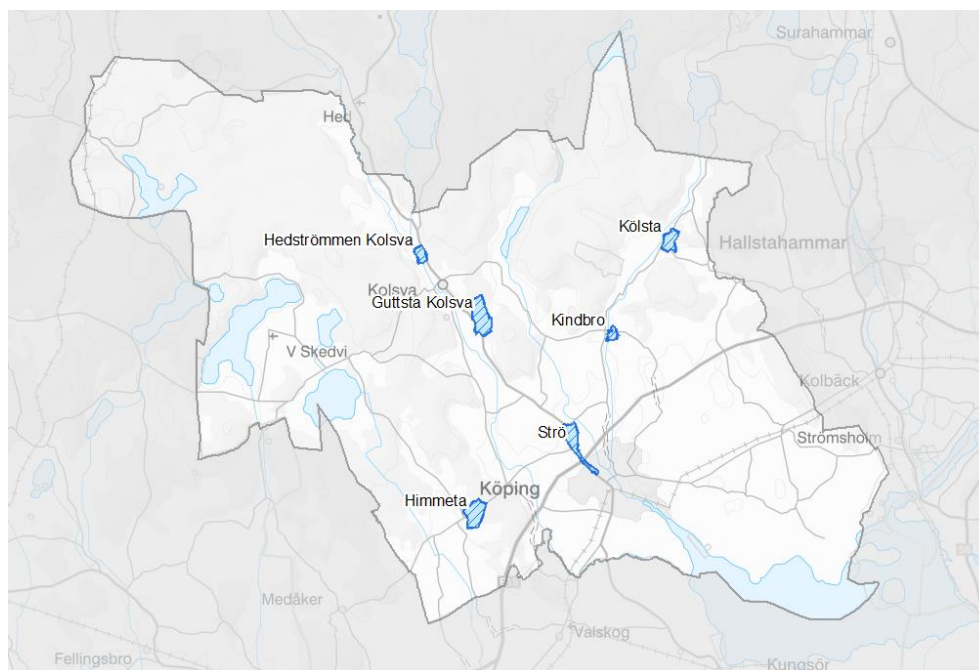 Surahammar
Hed
Kölsta
Hedströmmen Kolsva
Hallstahammar
Kolsva
Guttsta Kolsva
Kindbro
V Skedvi
Kolbäck
Strö
Strömsholm
Himmeta
Köping
Medåker
Valskog
Fellingsbro
Kungsör